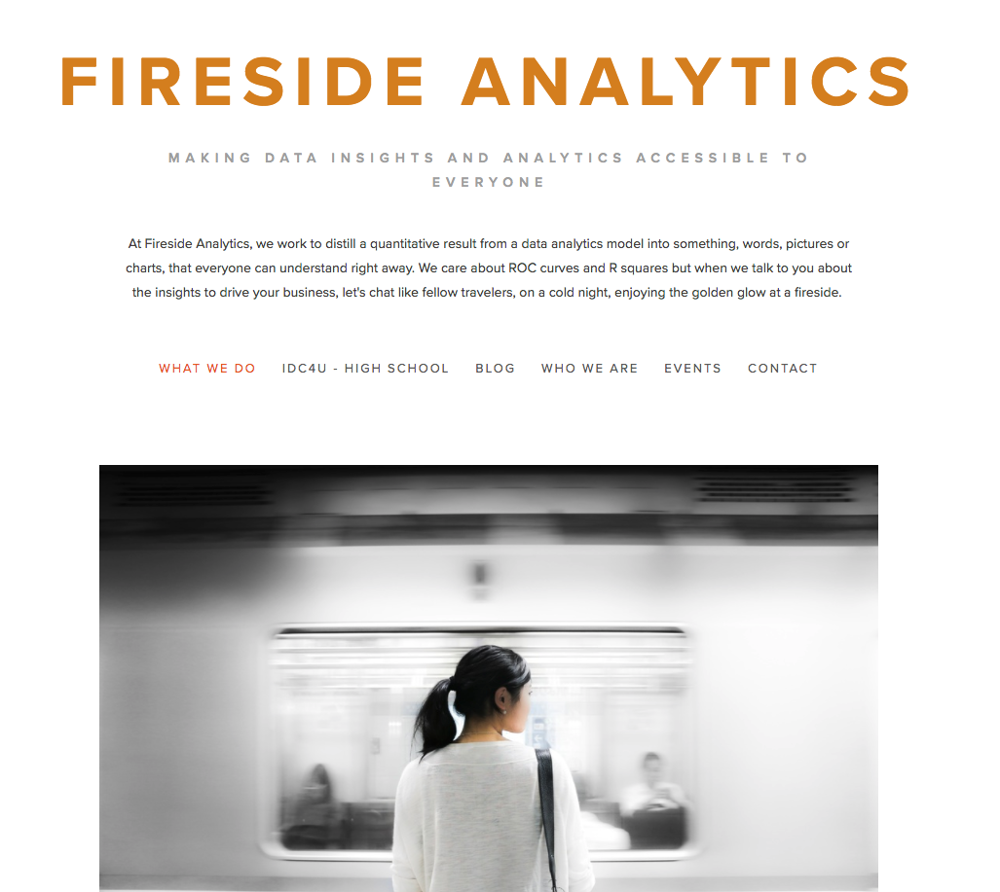 FIRESIDE ANALYTICS
MAKING DATA INSIGHTS AND ANALYTICS ACCESSIBLE TO
EVERYONE
At Fireside Analytics, we work to distill a quantitative result from a data analytics model into something, words, pictures or
charts, that everyone can understand right away. We care about ROC curves and R squares but when we talk to you about
the insights to drive your business, let's chat like fellow travelers, on a cold night, enjoying the golden glow at a fireside.
WHAT WE DO IDC4U - HIGH SCHOOL BLOG WHO WE ARE EVENTS CONTACT